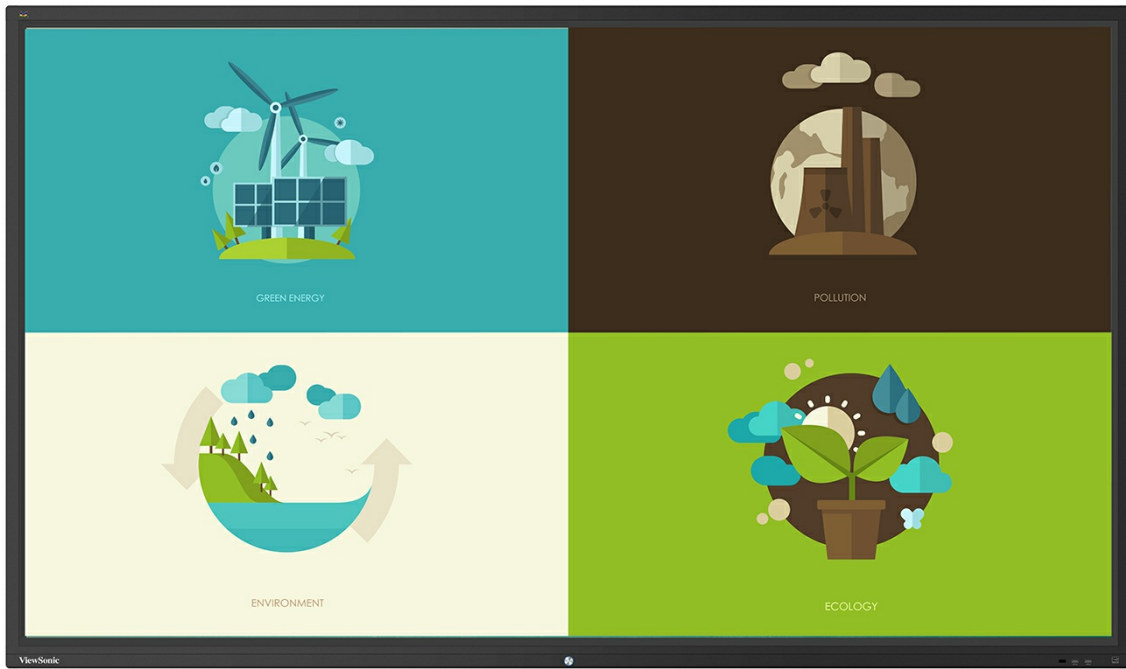 GREEN ENERGY
POLLUTION
ENVIRONMENT
ECOLOGY
ViewSonic